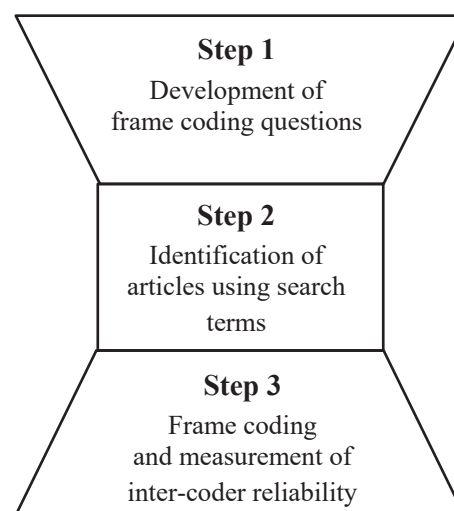 Step 1
Development of
frame coding questions
Step 2
Identification of
articles using search
terms
Step 3
Frame coding
and measurement of
inter-coder reliability